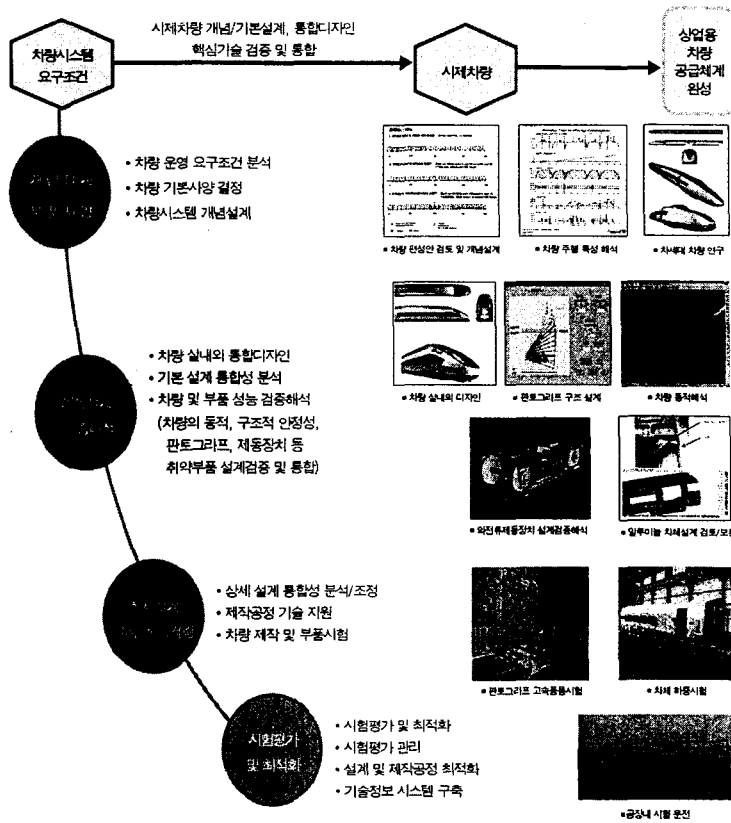 시제차량 개념/기본설계, 통합디자인
핵심기술 검증 및 통합
차량시스템
요구조건
시제차량
상업용
차량
공급체계
완성
• 차량 운영 요구조건 분석
• 차량 기본사양 결정
• 차량시스템 개념설계
차량 편성안 검토 및 개념설계
차량 주행 특성 해석
차세대 차량 연구
• 차량 실내외 통합디자인
• 기본 설계 통합성 분석
• 차량 및 부품 성능 검증해석
(차량의 동적, 구조적 안정성,
판토그라프, 제동장치 등
취약부품 설계검증 및 통합)
차량 실내외 디자인
판토그라프 구조 설계
차량 동적해석
와전류제동장치 설계검증해석
알루미늄 차체설계 검토/보완
• 상세 설계 통합성 분석/조정
• 제작공정 기술 지원
• 차량 제작 및 부품시험
판토그라프 고속풍동시험
차체 하중시험
시험평가
및 최적화
• 시험평가 및 최적화
• 시험평가 관리
• 설계 및 제작공정 최적화
• 기술정보 시스템 구축
공장내 시험 운전